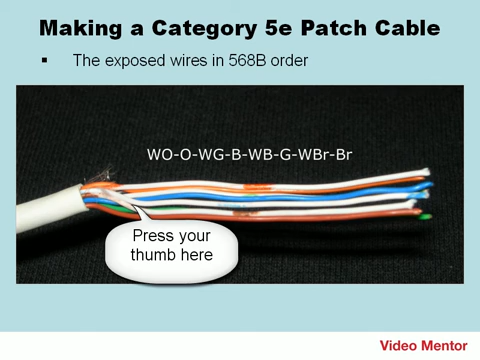 Making a Category 5e Patch Cable
▪ The exposed wires in 568B order
WO-O-WG-B-WB-G-WBr-Br
Press your
thumb here
Video Mentor